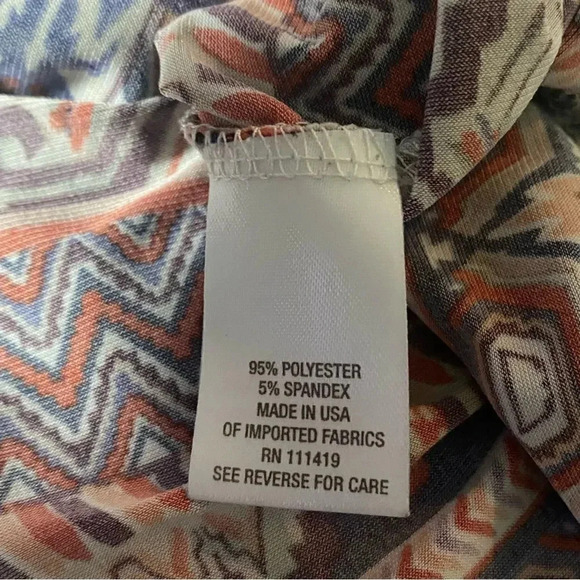 95% POLYESTER
5% SPANDEX
MADE IN USA
OF IMPORTED FABRICS
RN 111419
SEE REVERSE FOR CARE